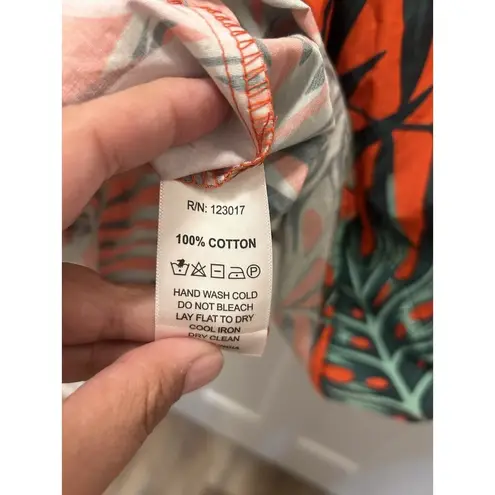 R/N: 123017
100% COTTON
P
HAND WASH COLD
DO NOT BLEACH
LAY FLAT TO DRY
COOL IRON
DRY CLEAN